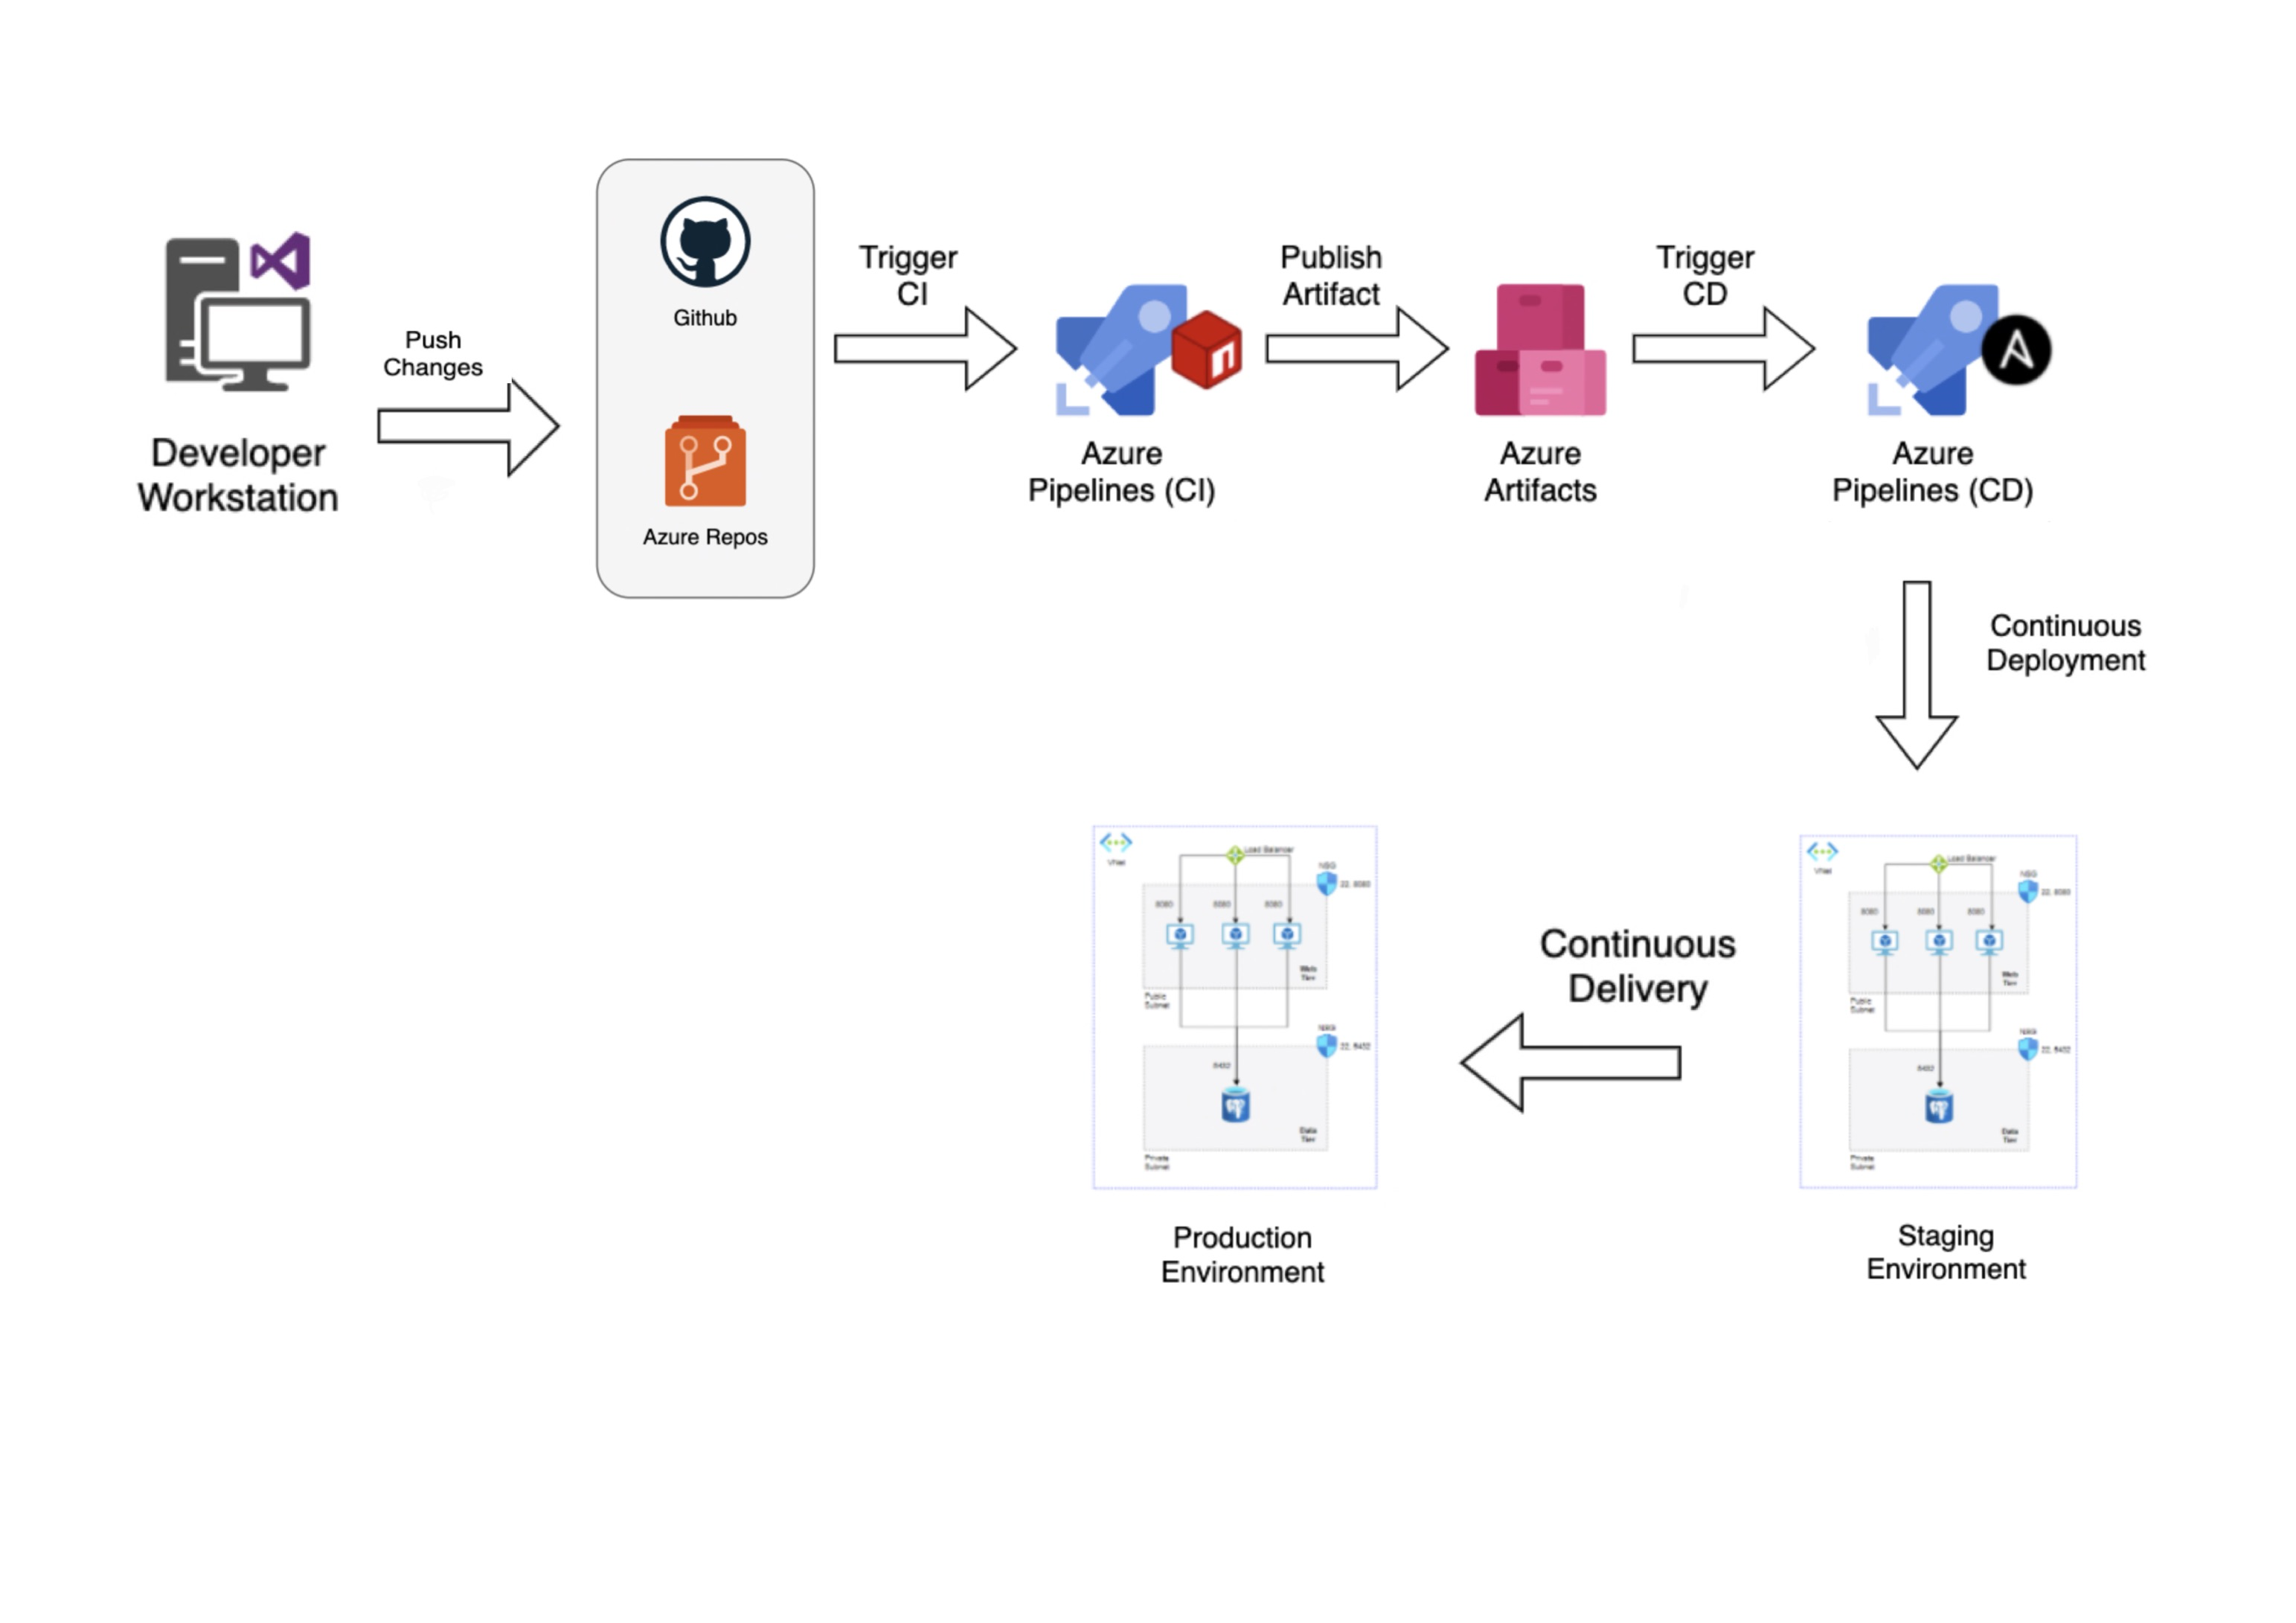 Developer
Workstation
Push
Changes
Github
Azure Repos
Trigger
CI
Azure
Pipelines (CI)
Publish
Artifact
Azure
Artifacts
Trigger
CD
Azure
Pipelines (CD)
Continuous
Deployment
VNet
Load Balancer
NSG
22, 8080
8080
8080
8080
Web
Tier
Public
Subnet
NSG
22, 5432
5432
Data
Tier
Private
Subnet
Staging
Environment
Continuous
Delivery
VNet
Load Balancer
NSG
22, 8080
8080
8080
8080
Web
Tier
Public
Subnet
NSG
22, 5432
5432
Data
Tier
Private
Subnet
Production
Environment